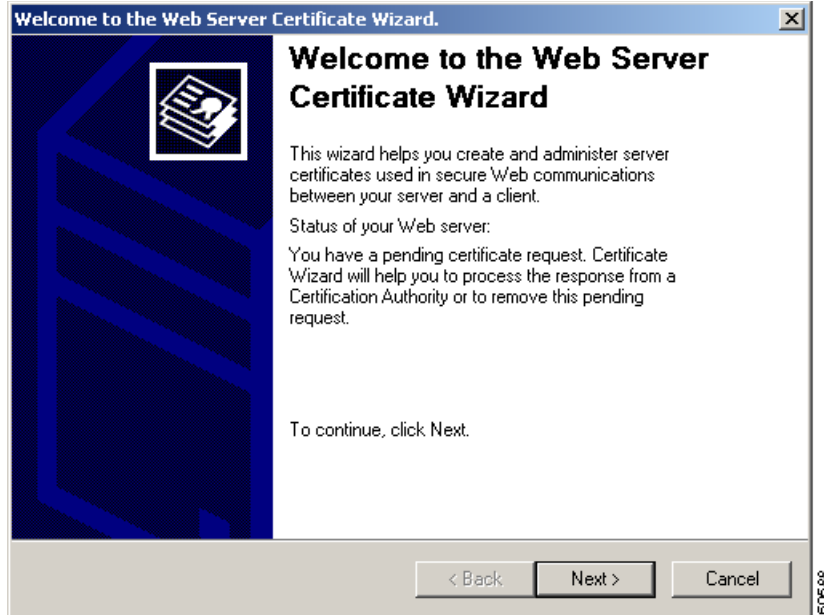 Welcome to the Web Server Certificate Wizard.
Welcome to the Web Server
Certificate Wizard
This wizard helps you create and administer server
certificates used in secure Web communications
between your server and a client.
Status of your Web server:
You have a pending certificate request. Certificate
Wizard will help you to process the response from a
Certification Authority or to remove this pending
request.
To continue, click Next.
< Back
Next >
Cancel